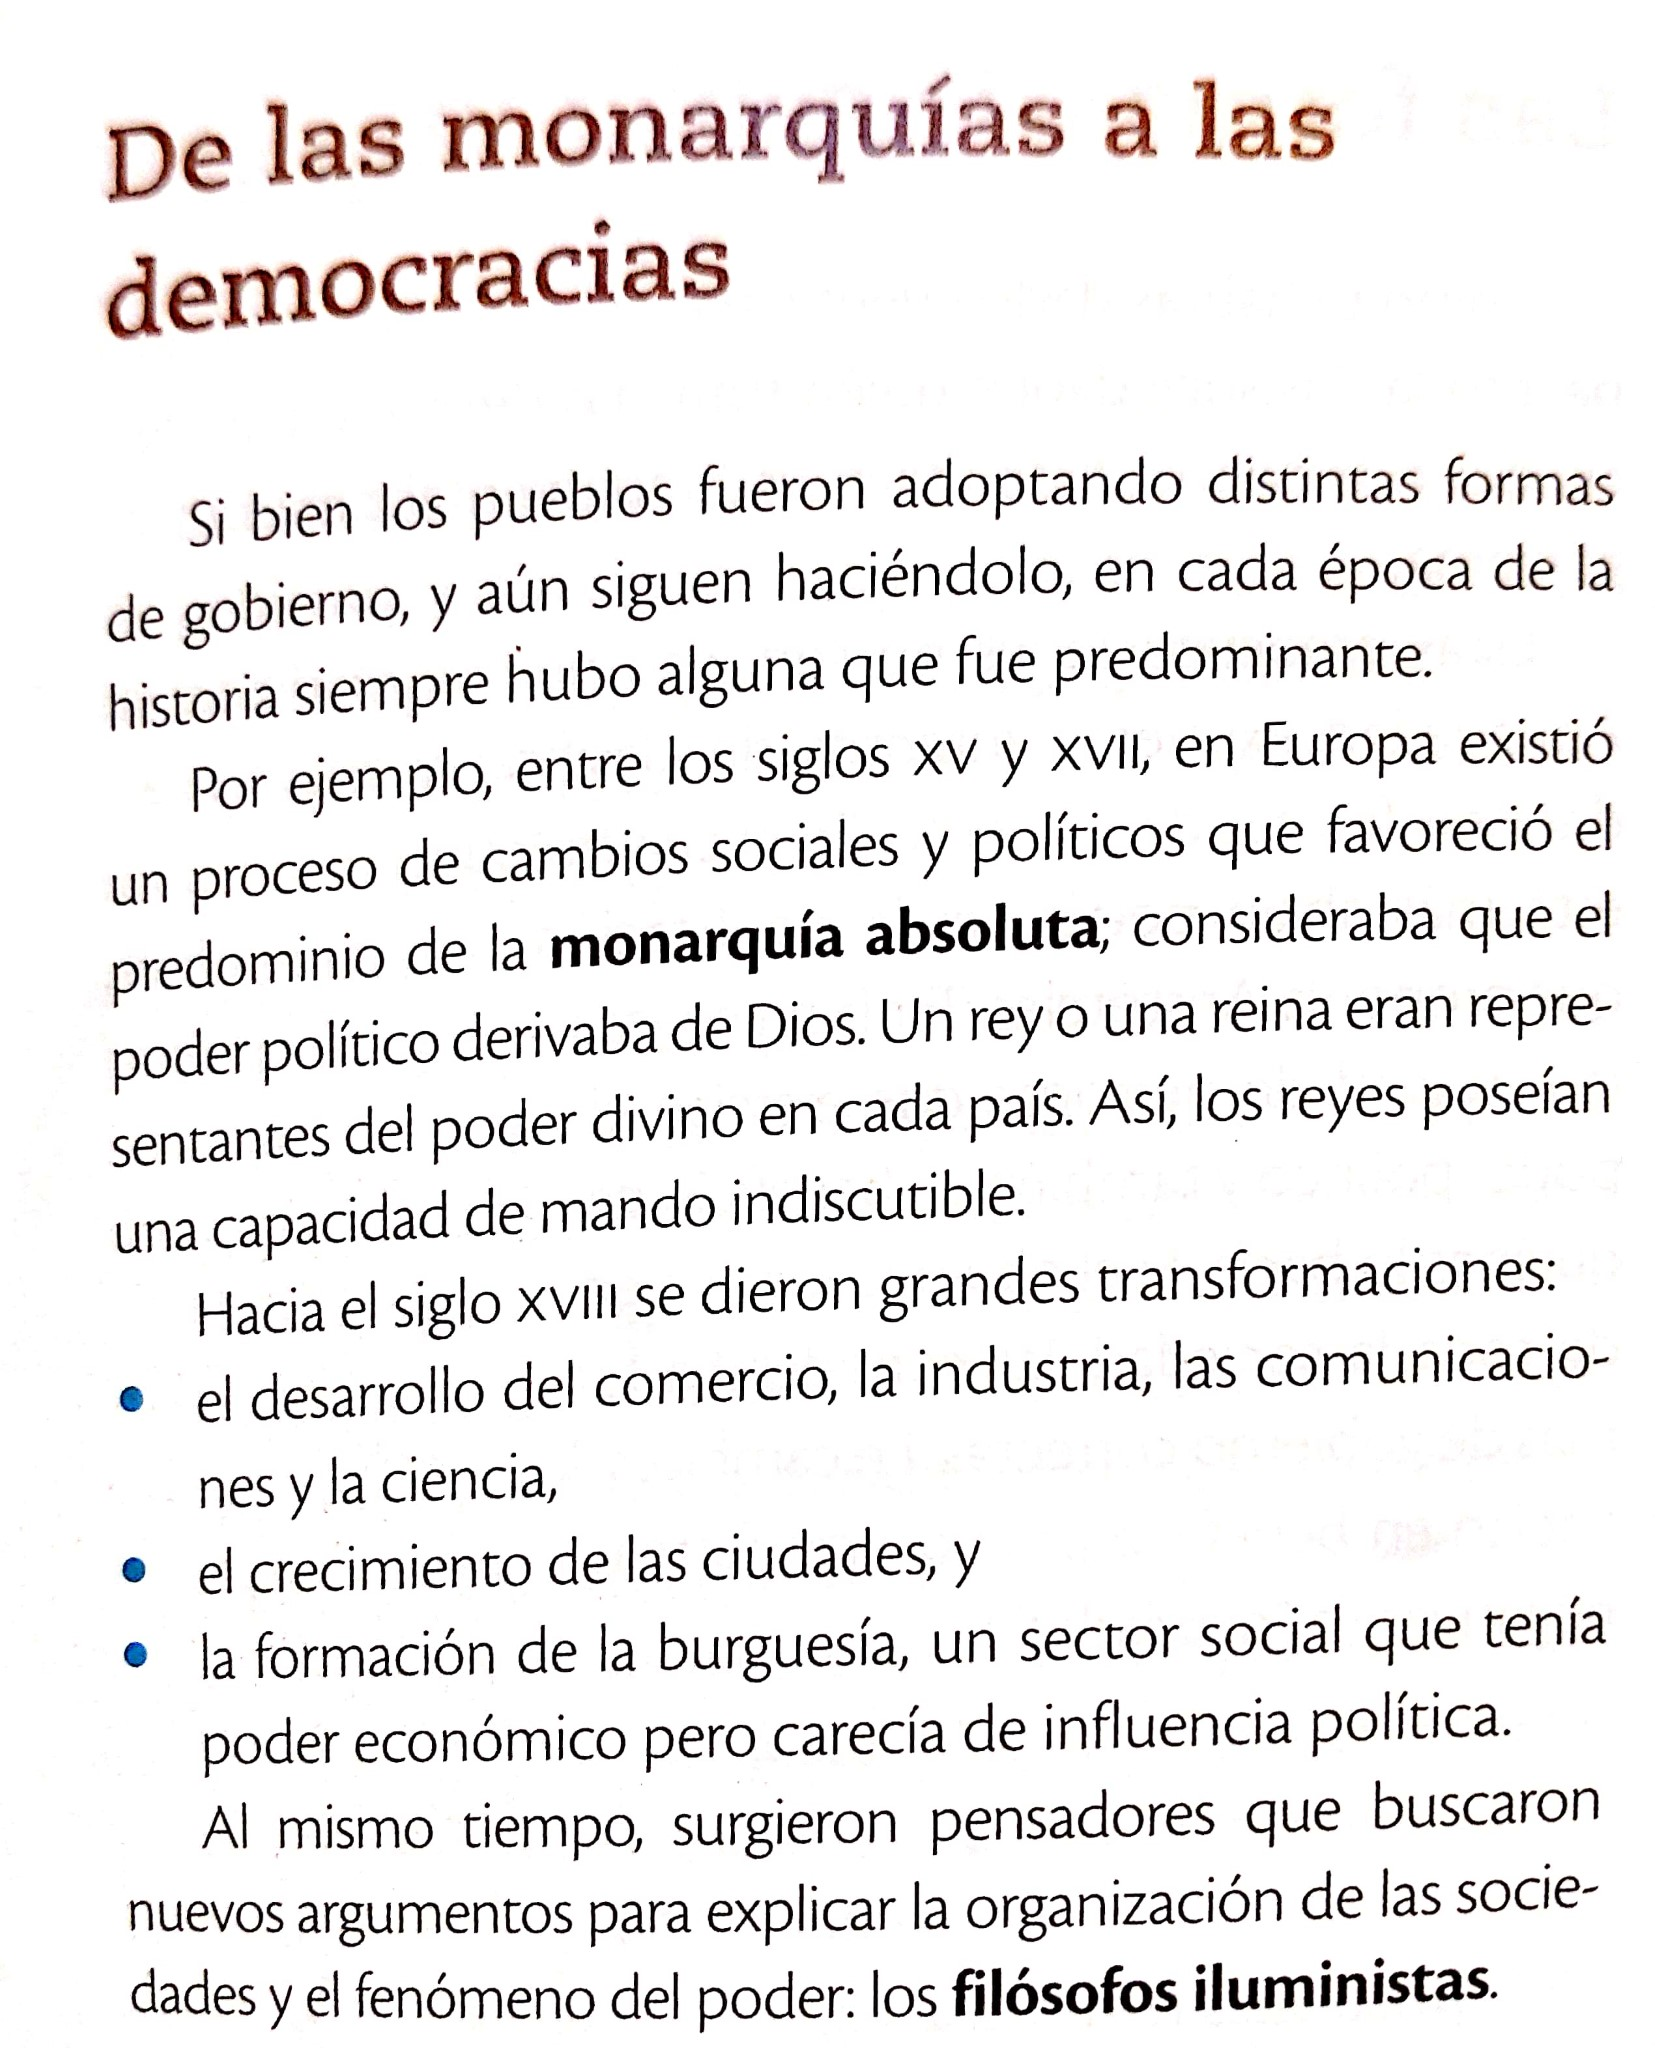 De las monarquías a las
democracias
Si bien los pueblos fueron adoptando distintas formas
de gobierno, y aún siguen haciéndolo, en cada época de la
historia siempre hubo alguna que fue predominante.
Por ejemplo, entre los siglos XV y XVII, en Europa existió
un proceso de cambios sociales y políticos que favoreció el
predominio de la monarquía absoluta; consideraba que el
poder político derivaba de Dios. Un rey o una reina eran repre-
sentantes del poder divino en cada país. Así, los reyes poseían
una capacidad de mando indiscutible.
Hacia el siglo XVIII se dieron grandes transformaciones:
• el desarrollo del comercio, la industria, las comunicacio-
nes y la ciencia,
• el crecimiento de las ciudades, y
• la formación de la burguesía, un sector social que tenía
poder económico pero carecía de influencia política.
Al mismo tiempo, surgieron pensadores que buscaron
nuevos argumentos para explicar la organización de las socie-
dades y el fenómeno del poder: los filósofos iluministas.